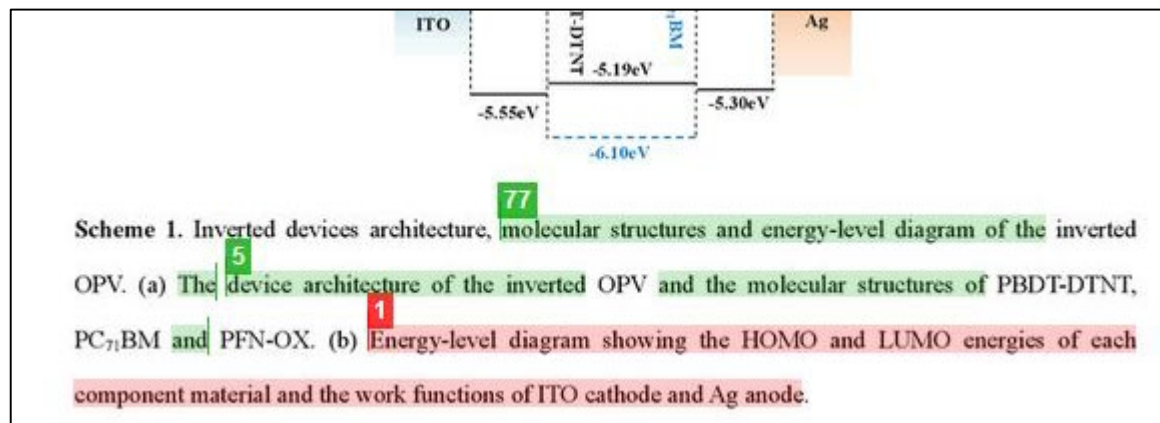 ITO
Ag
T-DTNT
₁BM
-5.19eV
-5.55eV
-5.30eV
-6.10eV
77
Scheme 1. Inverted devices architecture, molecular structures and energy-level diagram of the inverted
5
OPV. (a) The device architecture of the inverted OPV and the molecular structures of PBDT-DTNT,
1
PC₇₁BM and PFN-OX. (b) Energy-level diagram showing the HOMO and LUMO energies of each
component material and the work functions of ITO cathode and Ag anode.